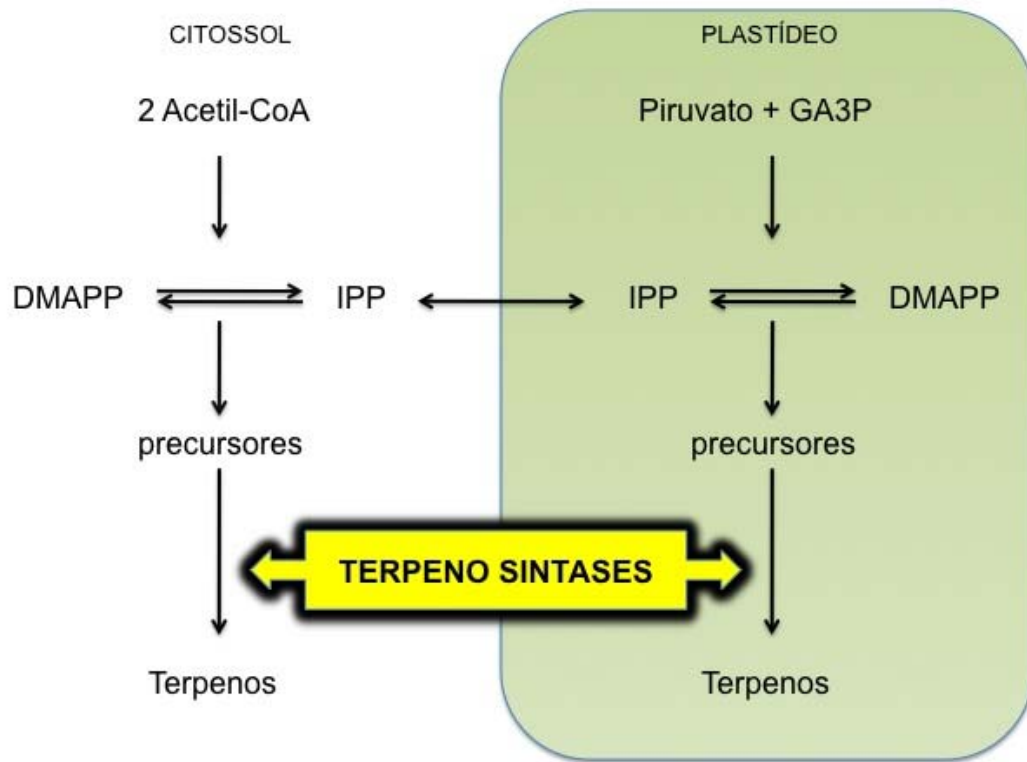 CITOSSOL
PLASTÍDEO
2 Acetil-CoA
Piruvato + GA3P
DMAPP
IPP
IPP
DMAPP
precursores
precursores
TERPENO SINTASES
Terpenos
Terpenos